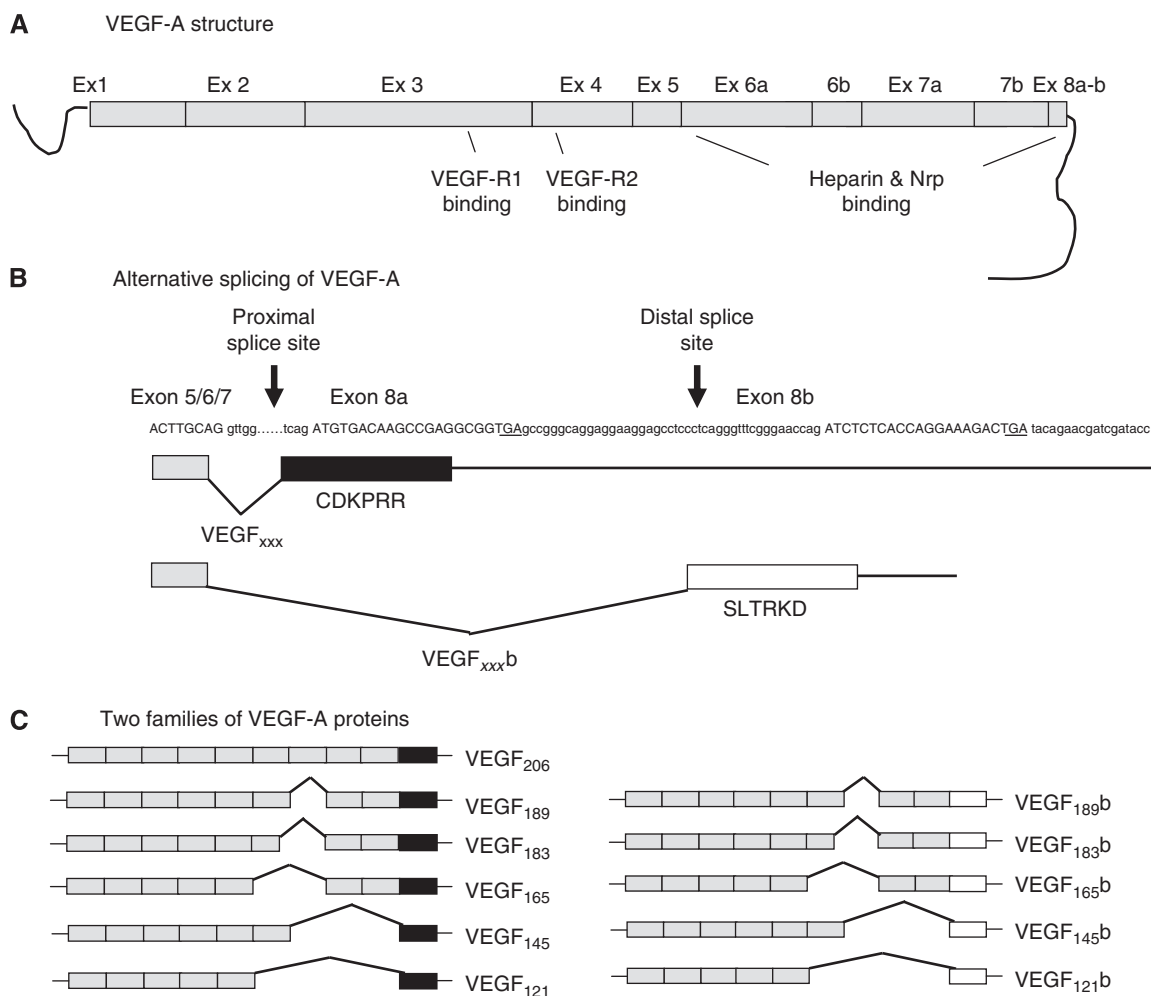 A VEGF-A structure
Ex1 Ex 2 Ex 3 Ex 4 Ex 5 Ex 6a 6b Ex 7a 7b Ex 8a-b
VEGF-R1 binding
VEGF-R2 binding
Heparin & Nrp binding
B Alternative splicing of VEGF-A
Proximal splice site
Distal splice site
Exon 5/6/7 Exon 8a Exon 8b
ACTTGCAG gttgg......tcag ATGTGACAAGCCGAGGCGGTGAgccgggcaggaggaaggagcctccctcagggtttcgggaaccag ATCTCTCACCAGGAAAGACTGA tacagaacgatcgatacc
CDKPRR
VEGFxxx
SLTRKD
VEGFxxxb
C Two families of VEGF-A proteins
VEGF206
VEGF189 VEGF189b
VEGF183 VEGF183b
VEGF165 VEGF165b
VEGF145 VEGF145b
VEGF121 VEGF121b